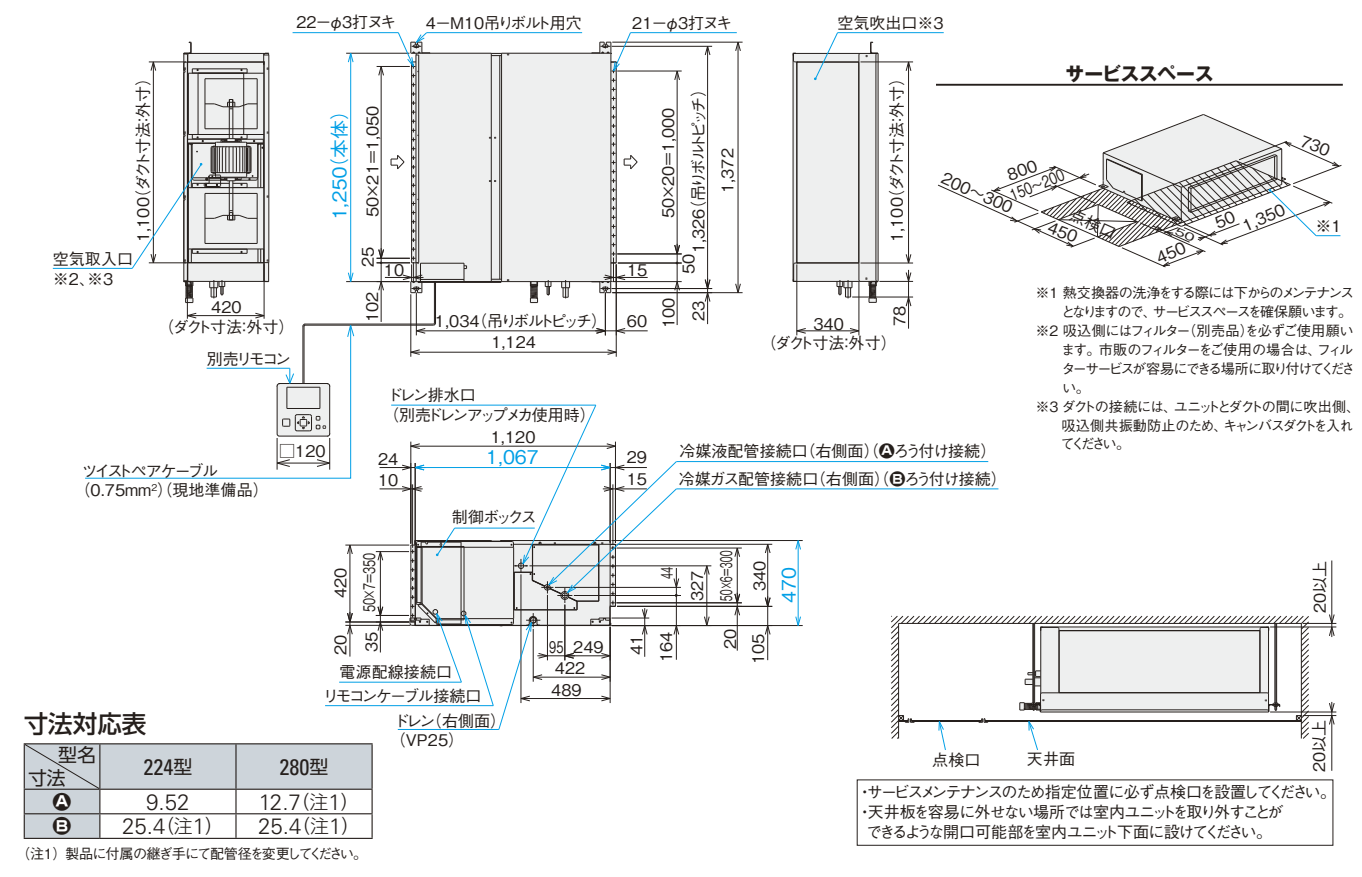 22−φ3打ヌキ
4−M10吊りボルト用穴
21−φ3打ヌキ
空気吹出口※3
1,100(ダクト寸法:外寸)
空気取入口
※2、※3
420
(ダクト寸法:外寸)
1,250(本体)
50×21=1,050
25
10
102
50×20=1,000
1,326(吊りボルトピッチ)
1,372
50
15
100
23
1,034(吊りボルトピッチ)
60
1,124
1,100(ダクト寸法:外寸)
340
(ダクト寸法:外寸)
78
別売リモコン
□120
ツイストペアケーブル
(0.75mm²)(現地準備品)
サービススペース
730
800
150~200
200~300
点検口
450
50
450
50
1,350
※1
※1 熱交換器の洗浄をする際には下からのメンテナンス
となりますので、サービススペースを確保願います。
※2 吸込側にはフィルター(別売品)を必ずご使用願い
ます。市販のフィルターをご使用の場合は、フィル
ターサービスが容易にできる場所に取り付けてくださ
い。
※3 ダクトの接続には、ユニットとダクトの間に吹出側、
吸込側共振動防止のため、キャンバスダクトを入れ
てください。
ドレン排水口
(別売ドレンアップメカ使用時)
1,120
24
1,067
29
10
15
冷媒液配管接続口(右側面)(Aろう付け接続)
冷媒ガス配管接続口(右側面)(Bろう付け接続)
制御ボックス
420
50×7=350
20
35
44
327
50×6=300
340
470
95
249
41
164
20
105
422
489
電源配線接続口
リモコンケーブル接続口
ドレン(右側面)
(VP25)
20以上
20以上
点検口
天井面
・サービスメンテナンスのため指定位置に必ず点検口を設置してください。
・天井板を容易に外せない場所では室内ユニットを取り外すことが
できるような開口可能部を室内ユニット下面に設けてください。
寸法対応表
型名
寸法
224型
280型
A 9.52 12.7(注1)
B 25.4(注1) 25.4(注1)
(注1) 製品に付属の継ぎ手にて配管径を変更してください。